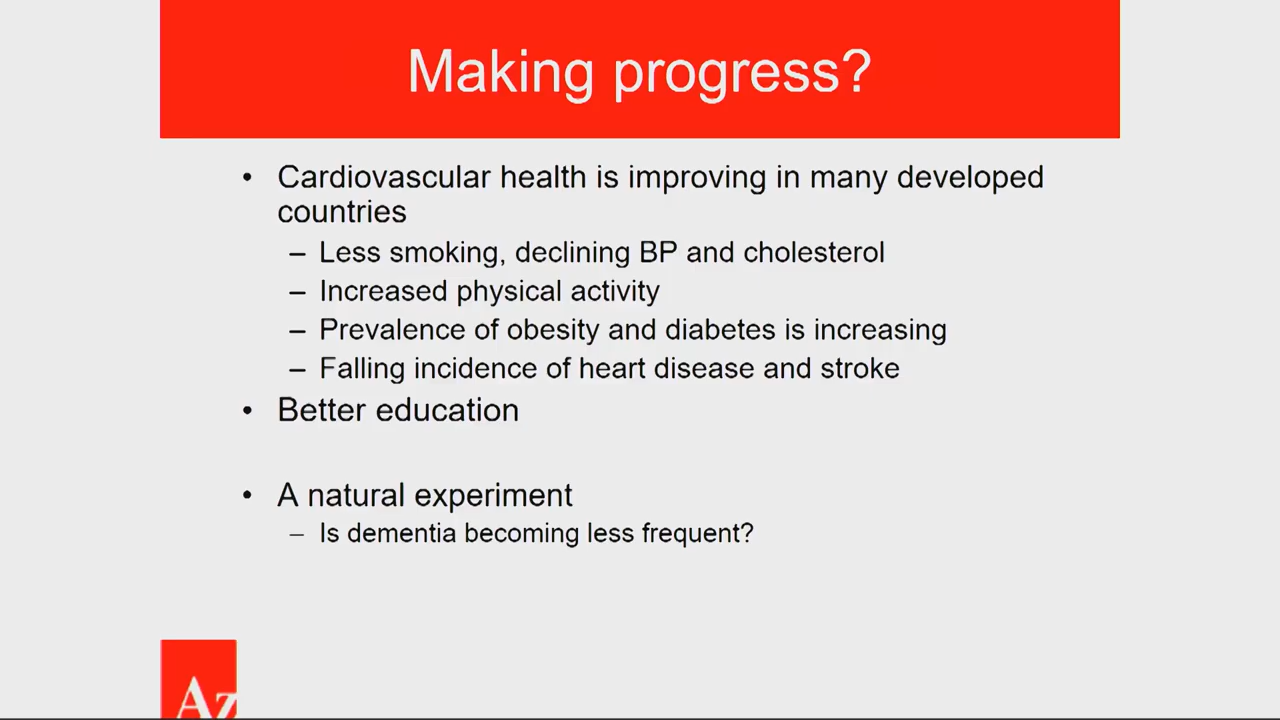 Making progress?
• Cardiovascular health is improving in many developed
countries
– Less smoking, declining BP and cholesterol
– Increased physical activity
– Prevalence of obesity and diabetes is increasing
– Falling incidence of heart disease and stroke
• Better education
• A natural experiment
– Is dementia becoming less frequent?
Az